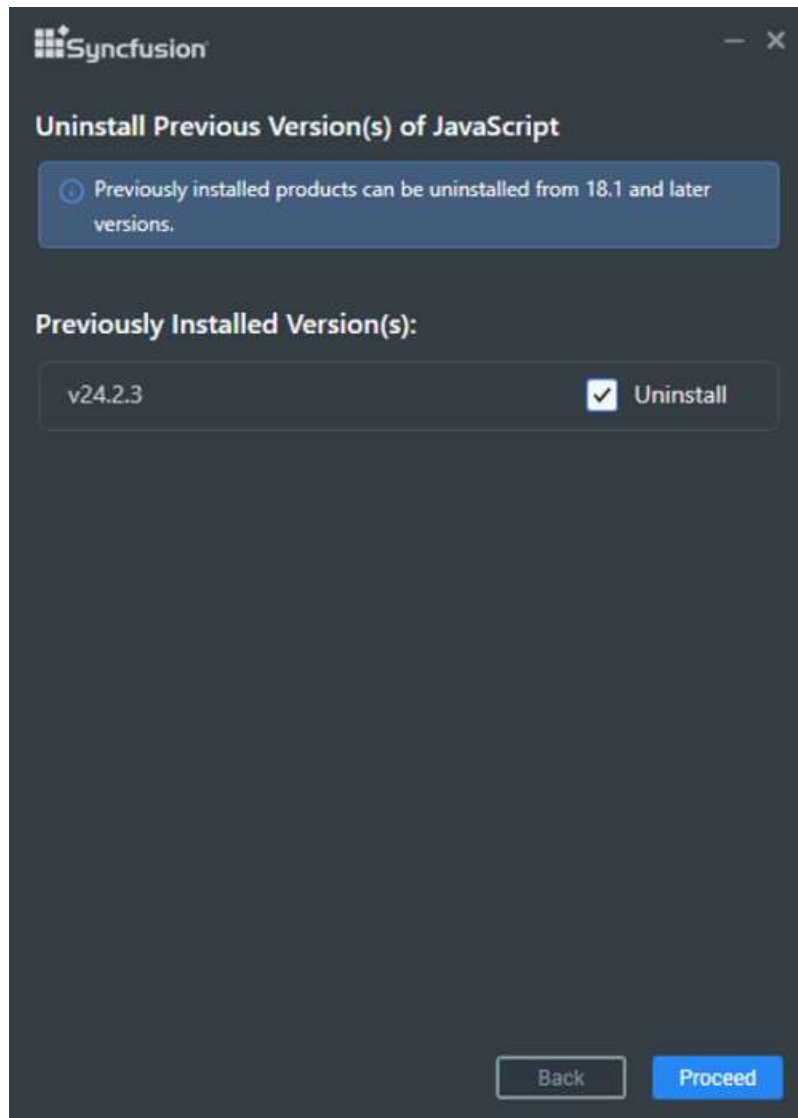 Syncfusion
Uninstall Previous Version(s) of JavaScript
Previously installed products can be uninstalled from 18.1 and later
versions.
Previously Installed Version(s):
v24.2.3 Uninstall
Back Proceed